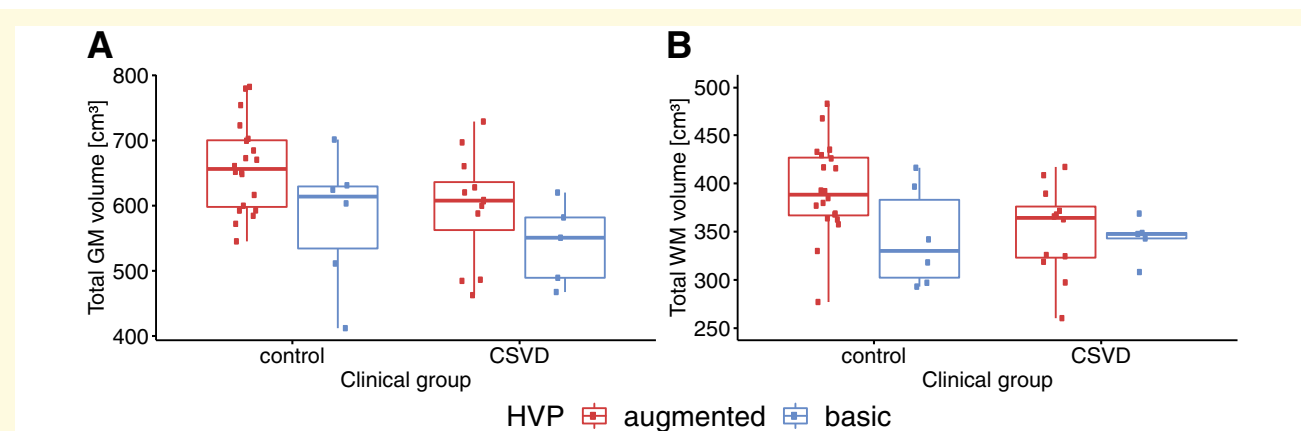 A
B
Total GM volume [cm³]
800
700
600
500
400
control
CSVD
Clinical group
Total WM volume [cm³]
500
450
400
350
300
250
control
CSVD
Clinical group
HVP augmented basic